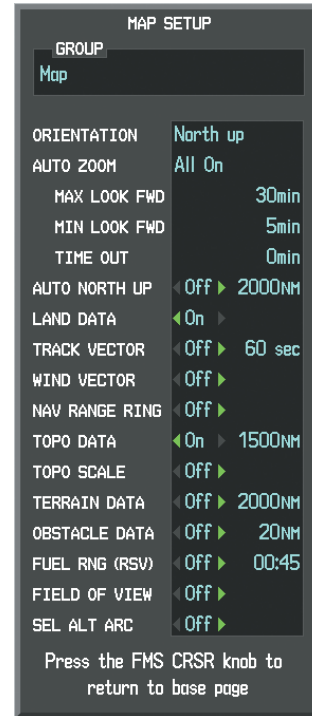 MAP SETUP
GROUP
Map
ORIENTATION North up
AUTO ZOOM All On
MAX LOOK FWD 30min
MIN LOOK FWD 5min
TIME OUT 0min
AUTO NORTH UP Off 2000NM
LAND DATA On
TRACK VECTOR Off 60 sec
WIND VECTOR Off
NAV RANGE RING Off
TOPO DATA On 1500NM
TOPO SCALE Off
TERRAIN DATA Off 2000NM
OBSTACLE DATA Off 20NM
FUEL RNG (RSV) Off 00:45
FIELD OF VIEW Off
SEL ALT ARC Off
Press the FMS CRSR knob to
return to base page